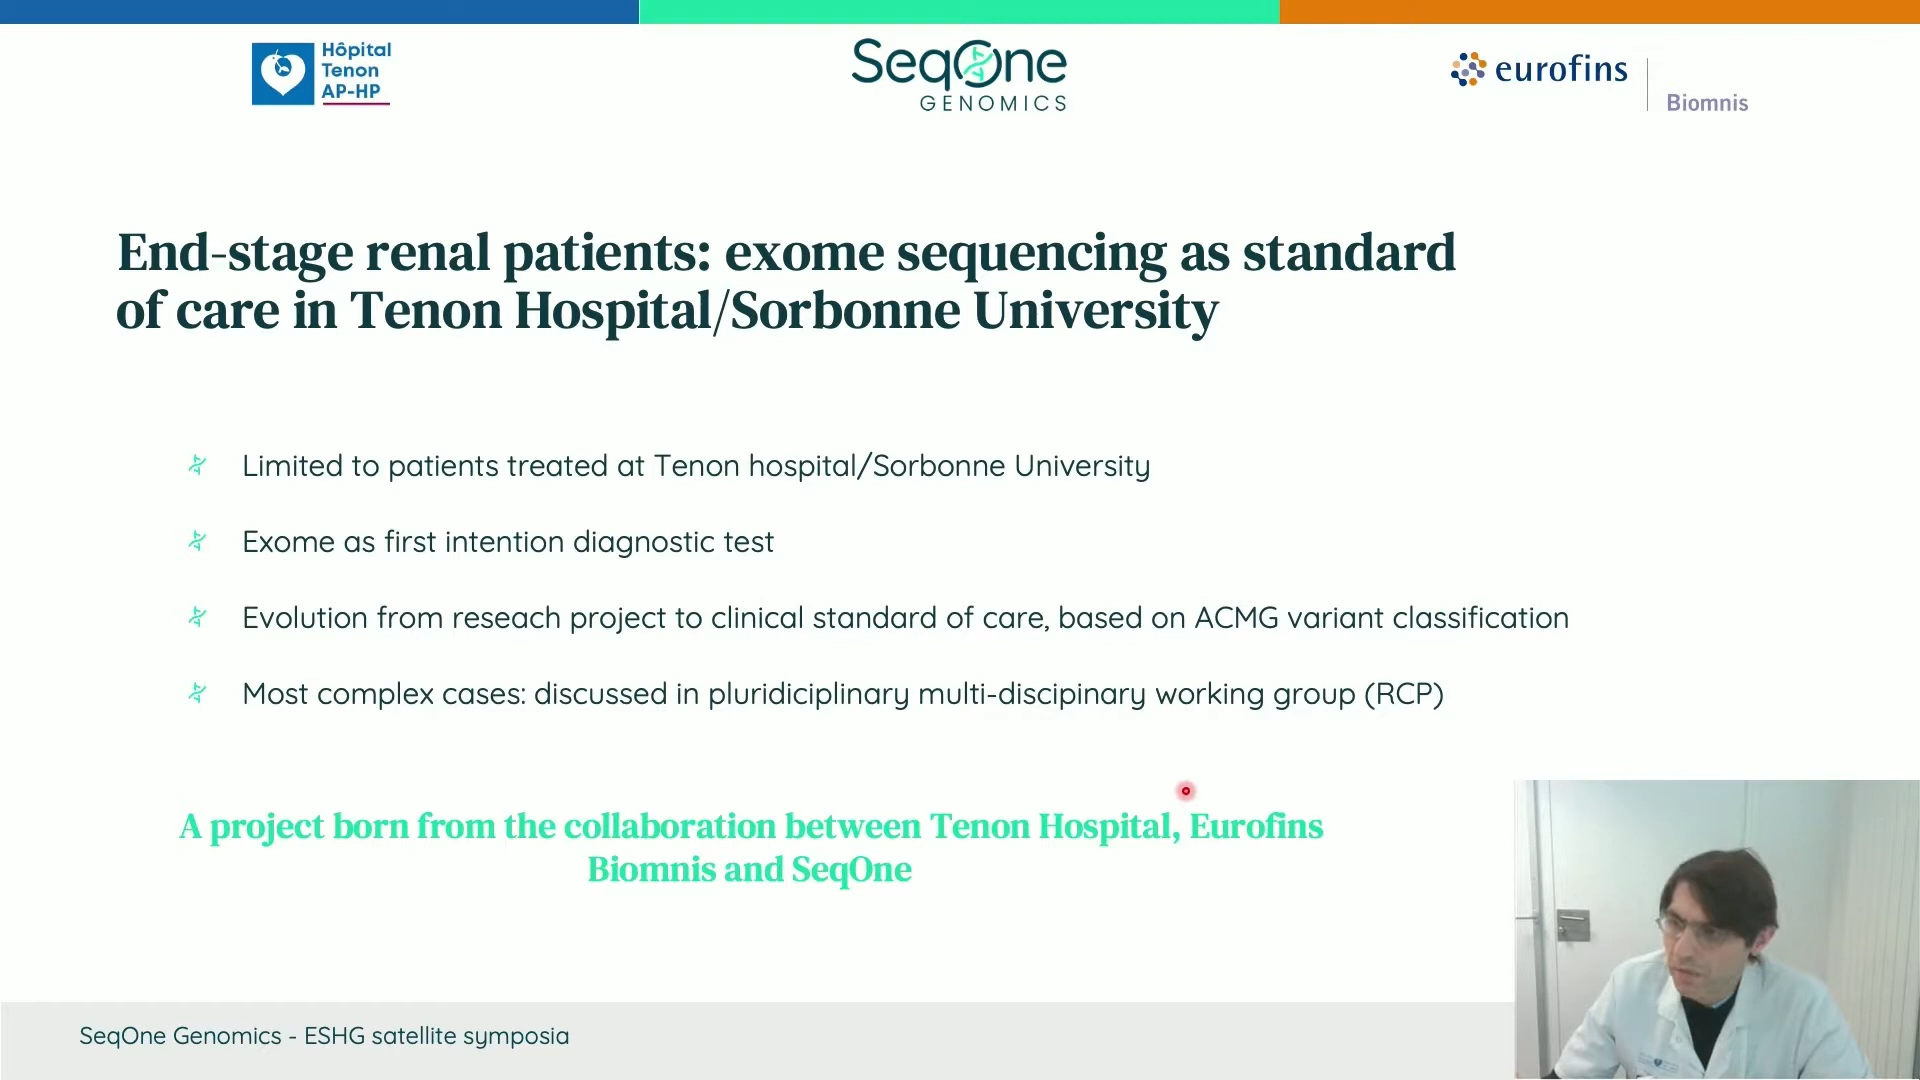 Hôpital
Tenon
AP-HP
SeqOne
GENOMICS
eurofins
Biomnis
End-stage renal patients: exome sequencing as standard
of care in Tenon Hospital/Sorbonne University
Limited to patients treated at Tenon hospital/Sorbonne University
Exome as first intention diagnostic test
Evolution from reseach project to clinical standard of care, based on ACMG variant classification
Most complex cases: discussed in pluridiciplinary multi-discipinary working group (RCP)
A project born from the collaboration between Tenon Hospital, Eurofins
Biomnis and SeqOne
SeqOne Genomics - ESHG satellite symposia